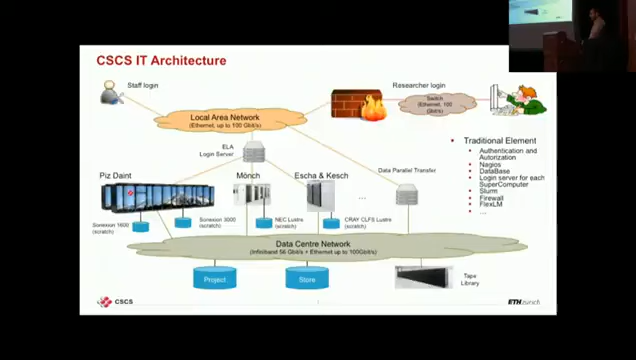 CSCS IT Architecture
Staff login
Researcher login
Switch
(Ethernet, 100
Gbit/s)
Local Area Network
(Ethernet, up to 100 Gbit/s)
ELA
Login Server
Traditional Element
Authentication and
Autorization
Nagios
DataBase
Login server for each
SuperComputer
Slurm
Firewall
FlexLM
...
Data Parallel Transfer
Piz Daint
Mönch
Escha & Kesch
...
Sonexion 1600
(scratch)
Sonexion 3000
(scratch)
NEC Lustre
(scratch)
CRAY CLFS Lustre
(scratch)
Data Centre Network
(Infiniband 56 Gbit/s + Ethernet up to 100Gbit/s)
Project
Store
Tape
Library
CSCS
ETH zürich